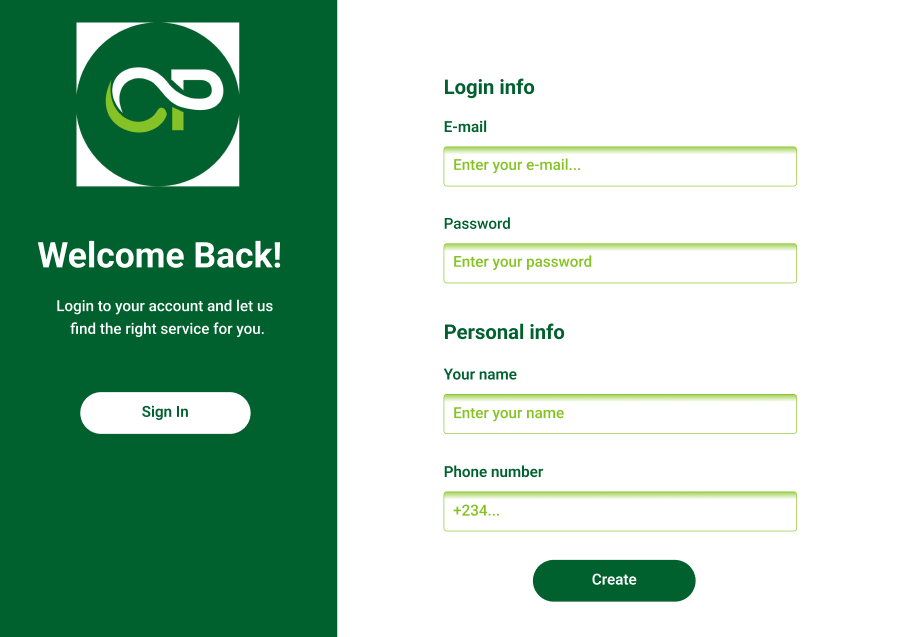 CP
Welcome Back!
Login to your account and let us
find the right service for you.
Sign In
Login info
E-mail
Enter your e-mail...
Password
Enter your password
Personal info
Your name
Enter your name
Phone number
+234...
Create